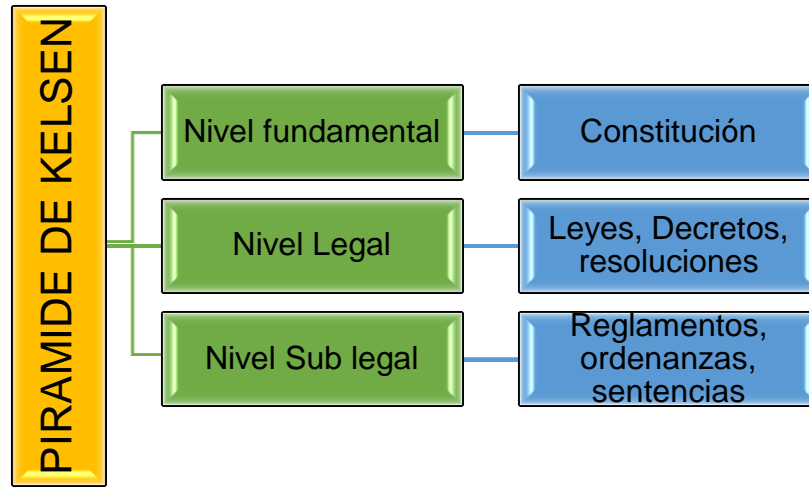 PIRAMIDE DE KELSEN
Nivel fundamental
Constitución
Nivel Legal
Leyes, Decretos,
resoluciones
Nivel Sub legal
Reglamentos,
ordenanzas,
sentencias